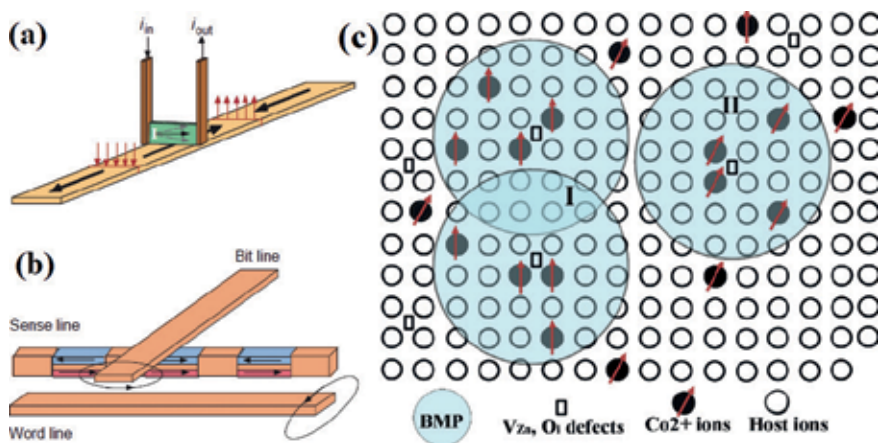 (a)
i_in
i_out
(b)
Bit line
Sense line
Word line
(c)
II
I
BMP
V_Zn, O_i defects
Co2+ ions
Host ions